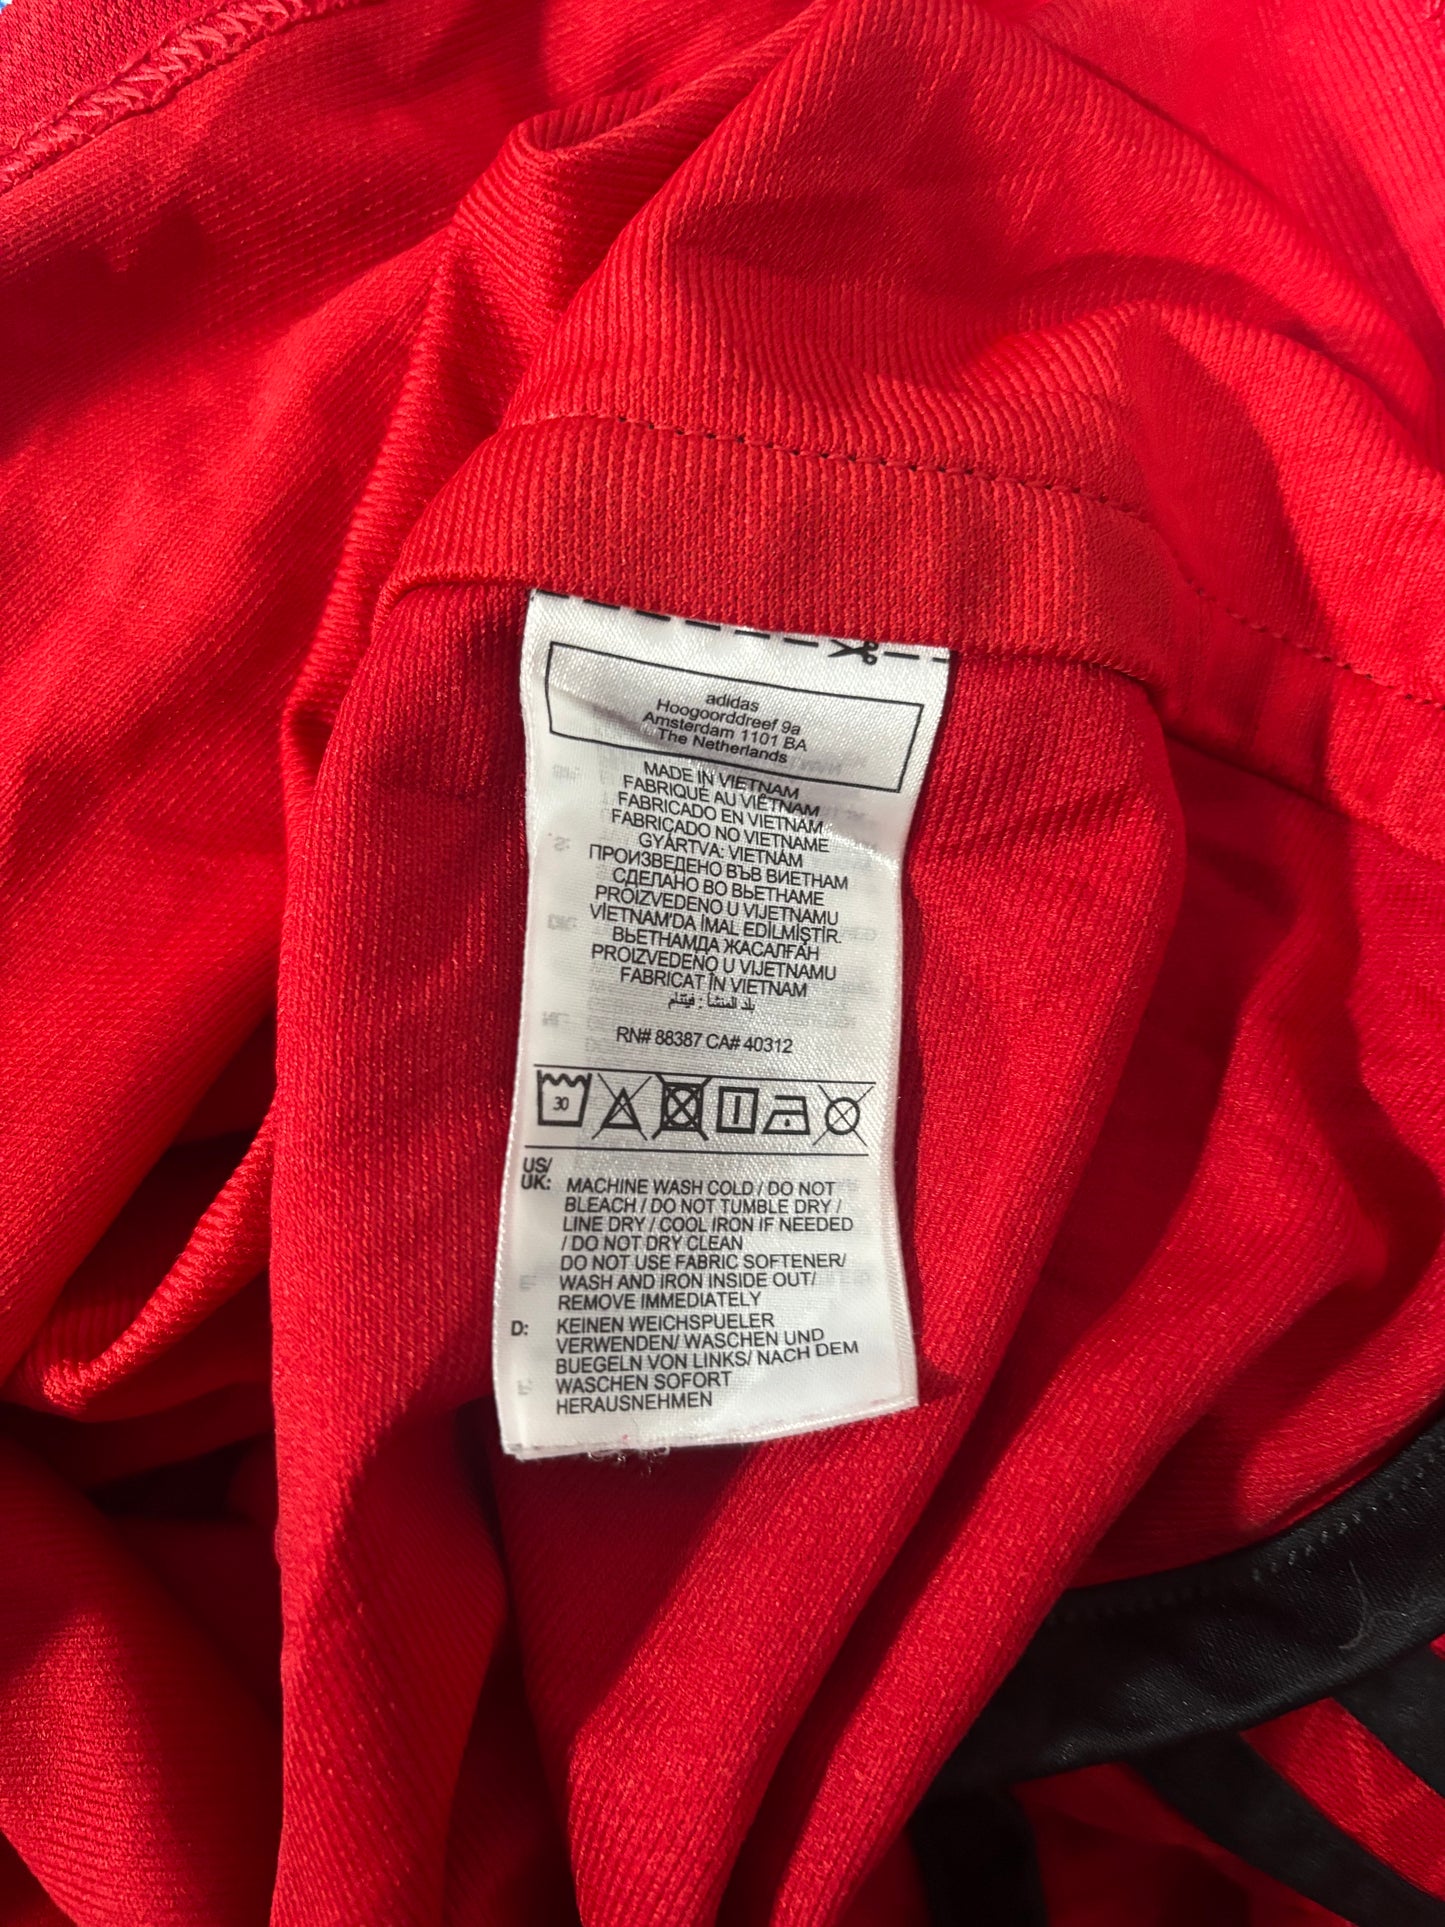 adidas
Hoogoorddreef 9a
Amsterdam 1101 BA
The Netherlands
MADE IN VIETNAM
FABRIQUÉ AU VIÊTNAM
FABRICADO EN VIETNAM
FABRICADO NO VIETNAME
GYÁRTVA: VIETNÁM
ПРОИЗВЕДЕНО ВЪВ ВИЕТНАМ
СДЕЛАНО ВО ВЬЕТНАМЕ
PROIZVEDENO U VIJETNAMU
VİETNAM'DA İMAL EDİLMİŞTİR.
ВЬЕТНАМДА ЖАСАЛҒАН
PROIZVEDENO U VIJETNAMU
FABRICAT ÎN VIETNAM
بلد المنشأ : فيتنام
RN# 88387 CA# 40312
30
US/
UK: MACHINE WASH COLD / DO NOT
BLEACH / DO NOT TUMBLE DRY /
LINE DRY / COOL IRON IF NEEDED
/ DO NOT DRY CLEAN
DO NOT USE FABRIC SOFTENER/
WASH AND IRON INSIDE OUT/
REMOVE IMMEDIATELY
D: KEINEN WEICHSPUELER
VERWENDEN/ WASCHEN UND
BUEGELN VON LINKS/ NACH DEM
WASCHEN SOFORT
HERAUSNEHMEN